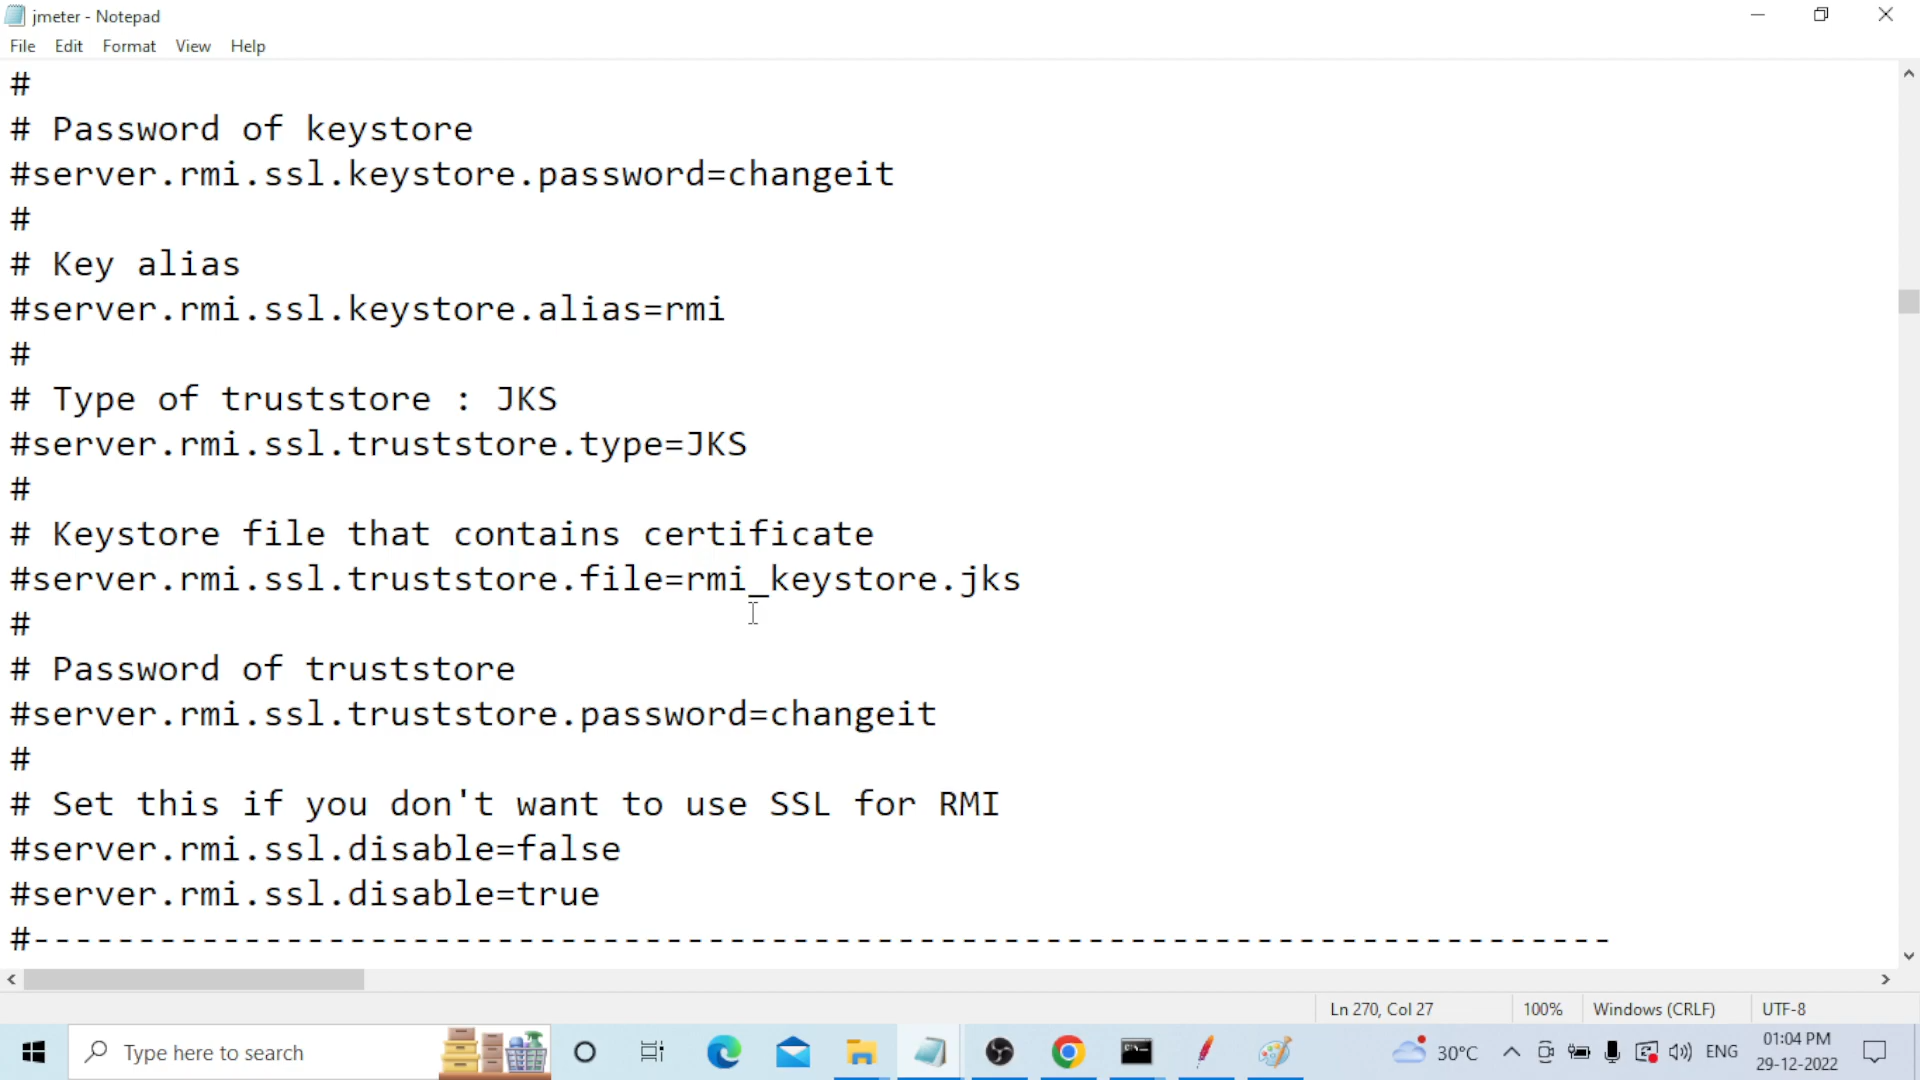 jmeter - Notepad
File Edit Format View Help
#
# Password of keystore
#server.rmi.ssl.keystore.password=changeit
#
# Key alias
#server.rmi.ssl.keystore.alias=rmi
#
# Type of truststore : JKS
#server.rmi.ssl.truststore.type=JKS
#
# Keystore file that contains certificate
#server.rmi.ssl.truststore.file=rmi_keystore.jks
#
# Password of truststore
#server.rmi.ssl.truststore.password=changeit
#
# Set this if you don't want to use SSL for RMI
#server.rmi.ssl.disable=false
#server.rmi.ssl.disable=true
#---------------------------------------------------------------------------
Ln 270, Col 27 100% Windows (CRLF) UTF-8
Type here to search
30°C ENG
01:04 PM
29-12-2022